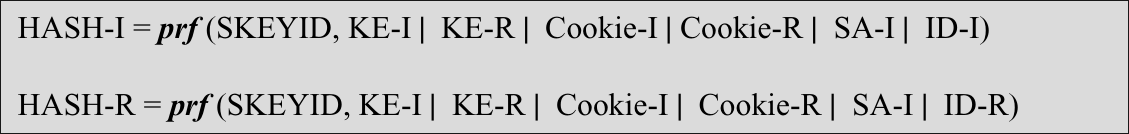 HASH-I = prf (SKEYID, KE-I | KE-R | Cookie-I | Cookie-R | SA-I | ID-I)
HASH-R = prf (SKEYID, KE-I | KE-R | Cookie-I | Cookie-R | SA-I | ID-R)